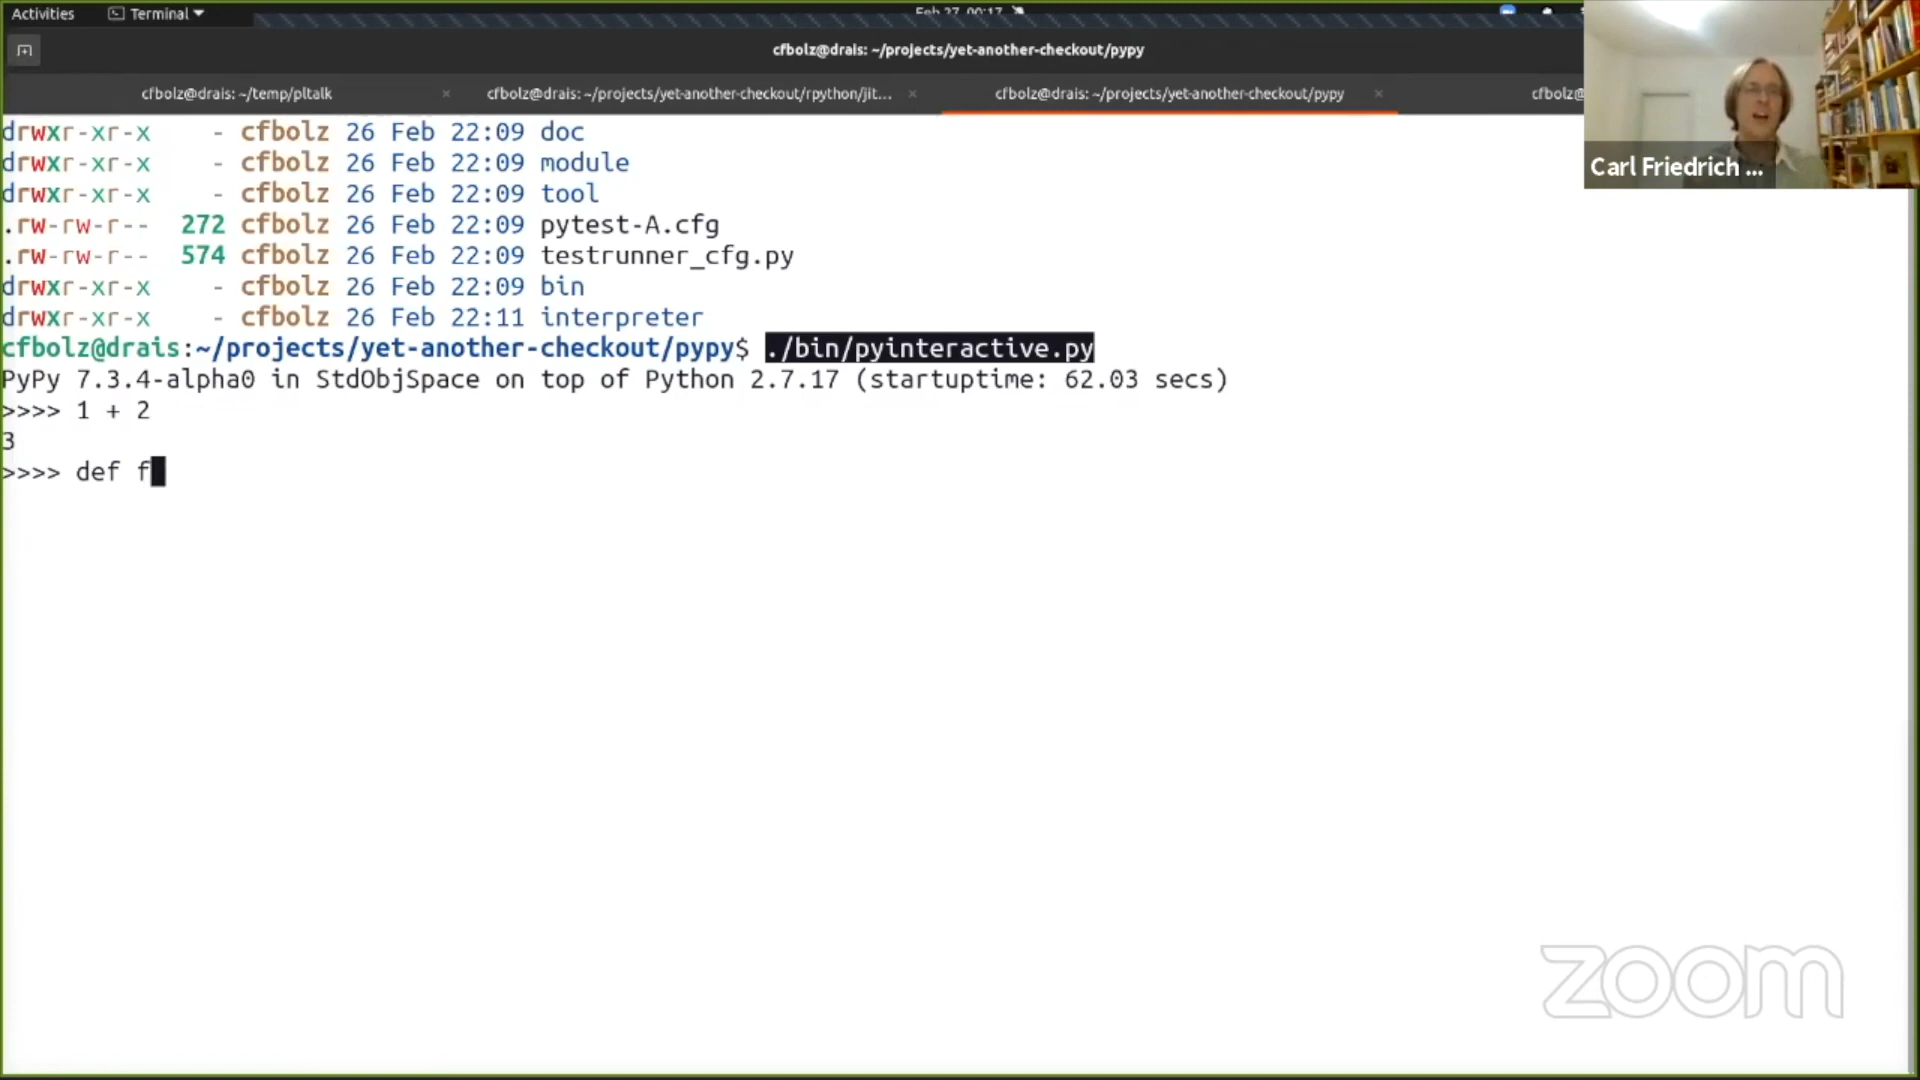 Activities Terminal
Feb 27 00:17
cfbolz@drais: ~/projects/yet-another-checkout/pypy
cfbolz@drais: ~/temp/pltalk × cfbolz@drais: ~/projects/yet-another-checkout/rpython/jit... × cfbolz@drais: ~/projects/yet-another-checkout/pypy × cfbolz@
Carl Friedrich ...
drwxr-xr-x - cfbolz 26 Feb 22:09 doc
drwxr-xr-x - cfbolz 26 Feb 22:09 module
drwxr-xr-x - cfbolz 26 Feb 22:09 tool
.rw-rw-r-- 272 cfbolz 26 Feb 22:09 pytest-A.cfg
.rw-rw-r-- 574 cfbolz 26 Feb 22:09 testrunner_cfg.py
drwxr-xr-x - cfbolz 26 Feb 22:09 bin
drwxr-xr-x - cfbolz 26 Feb 22:11 interpreter
cfbolz@drais:~/projects/yet-another-checkout/pypy$ ./bin/pyinteractive.py
PyPy 7.3.4-alpha0 in StdObjSpace on top of Python 2.7.17 (startuptime: 62.03 secs)
>>>> 1 + 2
3
>>>> def f
zoom